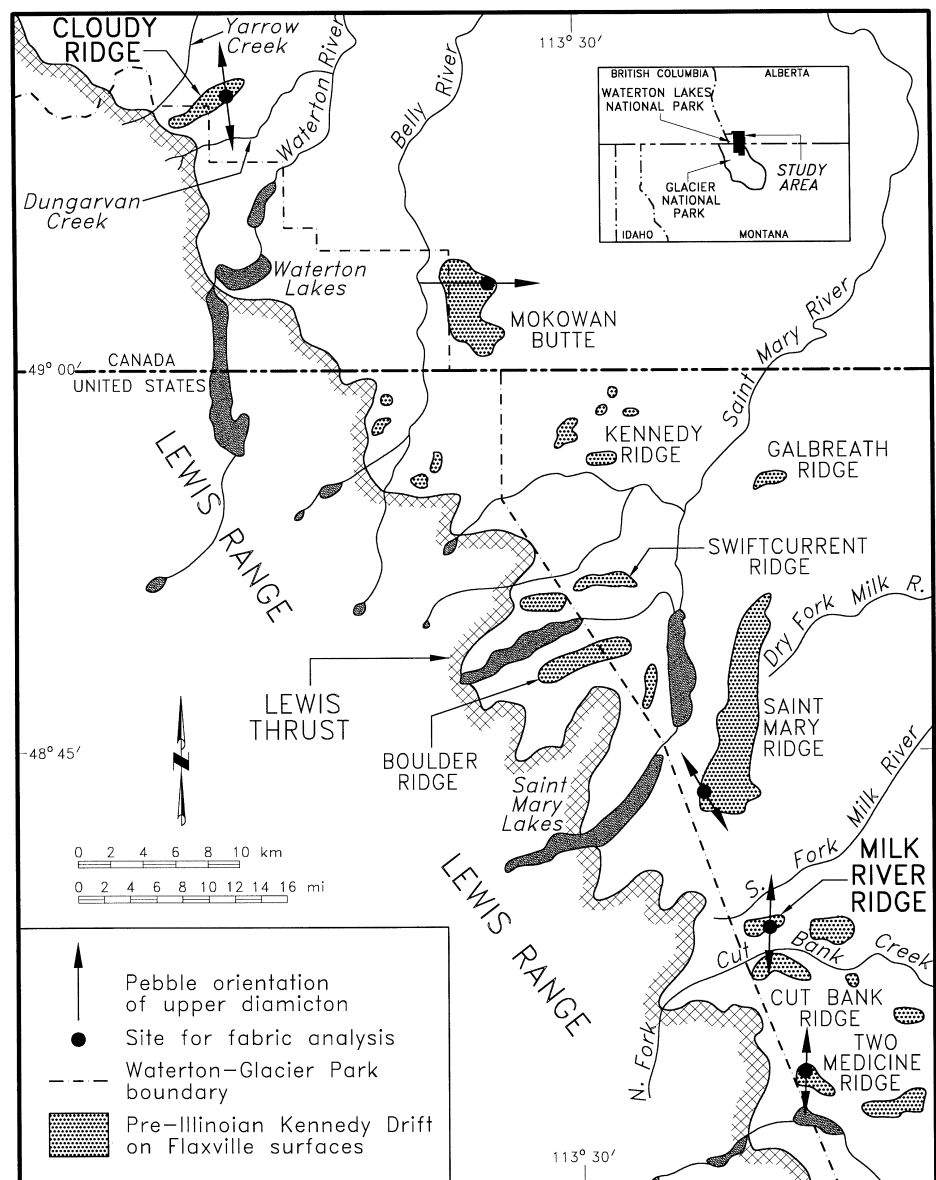 CLOUDY
RIDGE
Yarrow
Creek
Waterton River
Belly River
113° 30′
BRITISH COLUMBIA
ALBERTA
WATERTON LAKES
NATIONAL PARK
STUDY
AREA
GLACIER
NATIONAL
PARK
IDAHO
MONTANA
Dungarvan
Creek
Waterton
Lakes
MOKOWAN
BUTTE
Saint Mary River
49° 00′
CANADA
UNITED STATES
KENNEDY
RIDGE
GALBREATH
RIDGE
LEWIS RANGE
SWIFTCURRENT
RIDGE
Dry Fork Milk R.
LEWIS
THRUST
SAINT
MARY
RIDGE
48° 45′
BOULDER
RIDGE
Saint
Mary
Lakes
S. Fork Milk River
0 2 4 6 8 10 km
0 2 4 6 8 10 12 14 16 mi
MILK
RIVER
RIDGE
LEWIS RANGE
Cut Bank Creek
N. Fork
CUT BANK
RIDGE
TWO
MEDICINE
RIDGE
Pebble orientation
of upper diamicton
Site for fabric analysis
Waterton–Glacier Park
boundary
Pre–Illinoian Kennedy Drift
on Flaxville surfaces
113° 30′